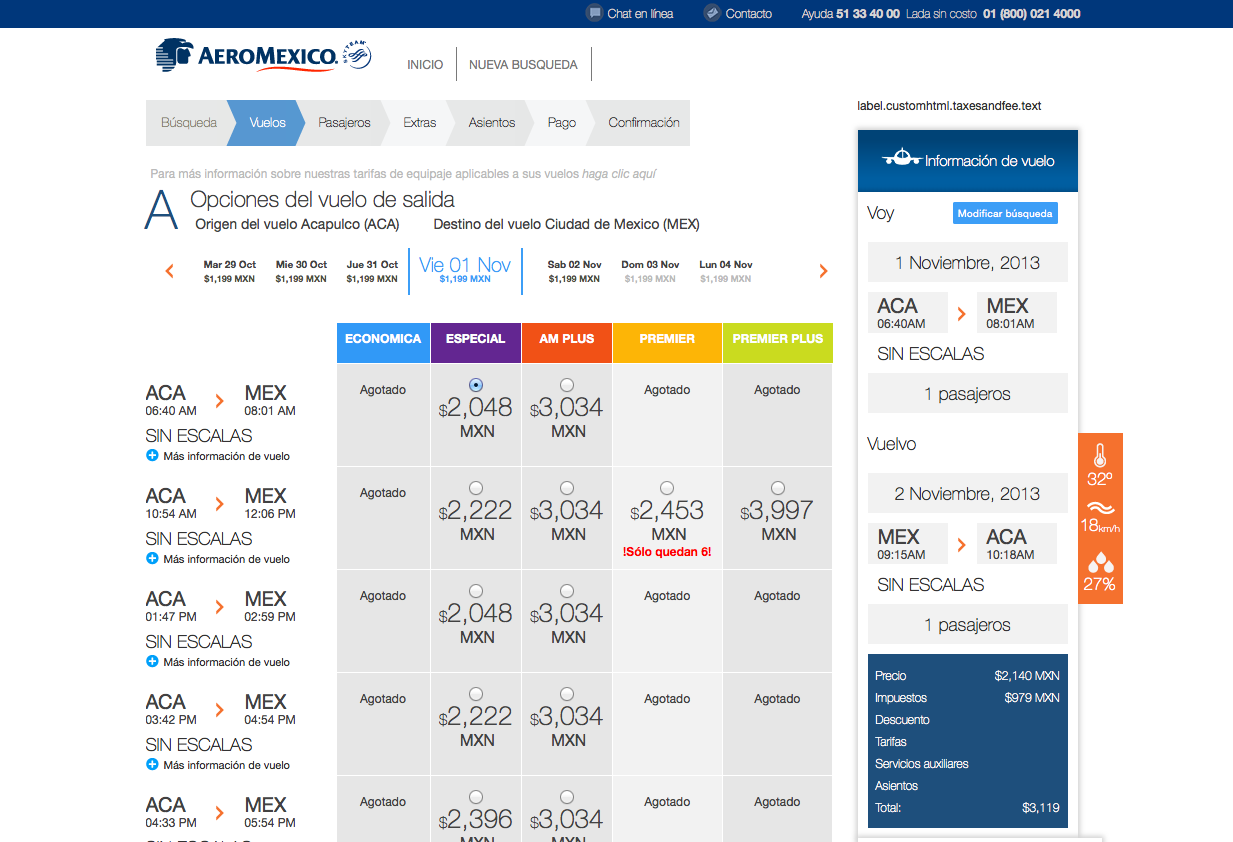 Chat en línea Contacto Ayuda 51 33 40 00 Lada sin costo 01 (800) 021 4000
AEROMEXICO. SKYTEAM INICIO NUEVA BUSQUEDA
label.customhtml.taxesandfee.text
Búsqueda Vuelos Pasajeros Extras Asientos Pago Confirmación
Para más información sobre nuestras tarifas de equipaje aplicables a sus vuelos haga clic aquí
A Opciones del vuelo de salida
Origen del vuelo Acapulco (ACA) Destino del vuelo Ciudad de Mexico (MEX)
Mar 29 Oct Mie 30 Oct Jue 31 Oct Vie 01 Nov Sab 02 Nov Dom 03 Nov Lun 04 Nov
$1,199 MXN $1,199 MXN $1,199 MXN $1,199 MXN $1,199 MXN $1,199 MXN $1,199 MXN
ECONOMICA ESPECIAL AM PLUS PREMIER PREMIER PLUS
ACA MEX
06:40 AM 08:01 AM
SIN ESCALAS
Más información de vuelo
Agotado $2,048 MXN $3,034 MXN Agotado Agotado
ACA MEX
10:54 AM 12:06 PM
SIN ESCALAS
Más información de vuelo
Agotado $2,222 MXN $3,034 MXN $2,453 MXN $3,997 MXN
!Sólo quedan 6!
ACA MEX
01:47 PM 02:59 PM
SIN ESCALAS
Más información de vuelo
Agotado $2,048 MXN $3,034 MXN Agotado Agotado
ACA MEX
03:42 PM 04:54 PM
SIN ESCALAS
Más información de vuelo
Agotado $2,222 MXN $3,034 MXN Agotado Agotado
ACA MEX
04:33 PM 05:54 PM
SIN ESCALAS
Agotado $2,396 MXN $3,034 MXN Agotado Agotado
Información de vuelo
Voy Modificar búsqueda
1 Noviembre, 2013
ACA MEX
06:40AM 08:01AM
SIN ESCALAS
1 pasajeros
Vuelvo
2 Noviembre, 2013
MEX ACA
09:15AM 10:18AM
SIN ESCALAS
1 pasajeros
Precio $2,140 MXN
Impuestos $979 MXN
Descuento
Tarifas
Servicios auxiliares
Asientos
Total: $3,119
32º
18km/h
27%